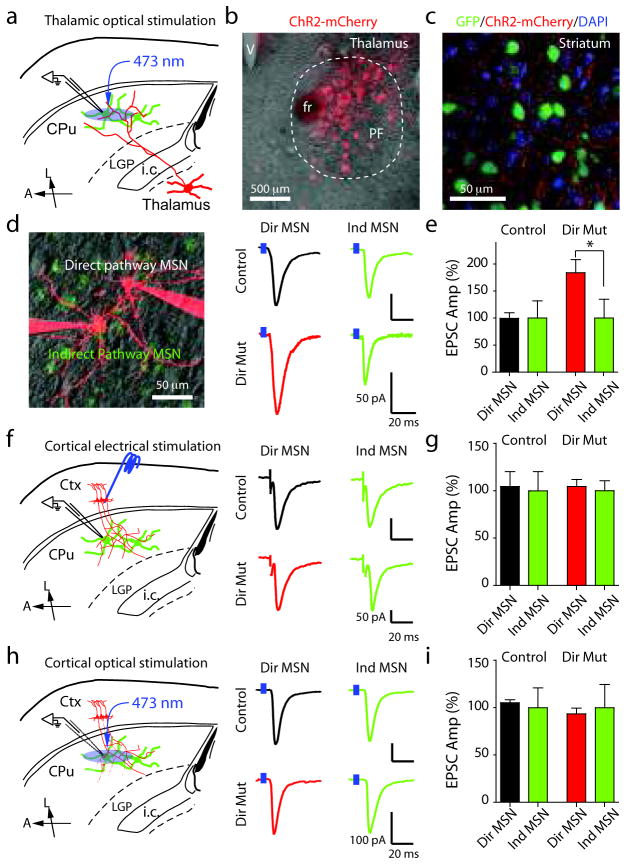 a
Thalamic optical stimulation
473 nm
CPu
LGP
i.c.
L
A
Thalamus
b
ChR2-mCherry
V
Thalamus
fr
PF
500 µm
c
GFP/ChR2-mCherry/DAPI
Striatum
50 µm
d
Direct pathway MSN
Indirect Pathway MSN
50 µm
Dir MSN
Ind MSN
Control
Dir Mut
50 pA
20 ms
e
Control
Dir Mut
*
EPSC Amp (%)
200
150
100
50
0
Dir MSN
Ind MSN
Dir MSN
Ind MSN
f
Cortical electrical stimulation
Ctx
CPu
LGP
i.c.
L
A
Dir MSN
Ind MSN
Control
Dir Mut
50 pA
20 ms
g
Control
Dir Mut
EPSC Amp (%)
150
100
50
0
Dir MSN
Ind MSN
Dir MSN
Ind MSN
h
Cortical optical stimulation
Ctx
473 nm
CPu
LGP
i.c.
L
A
Dir MSN
Ind MSN
Control
Dir Mut
100 pA
20 ms
i
Control
Dir Mut
EPSC Amp (%)
150
100
50
0
Dir MSN
Ind MSN
Dir MSN
Ind MSN